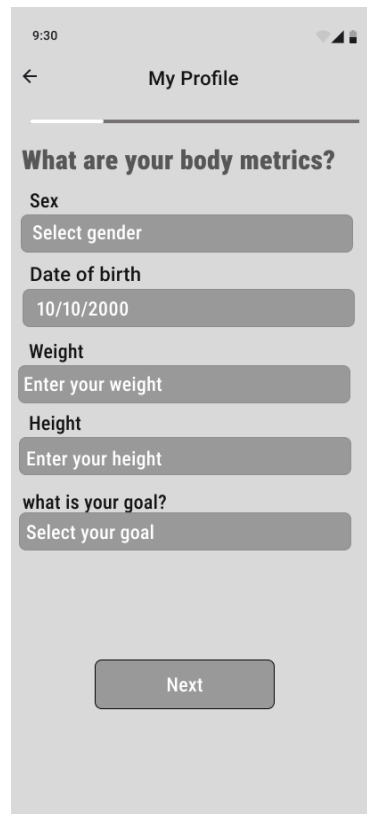 9:30
My Profile
What are your body metrics?
Sex
Select gender
Date of birth
10/10/2000
Weight
Enter your weight
Height
Enter your height
what is your goal?
Select your goal
Next